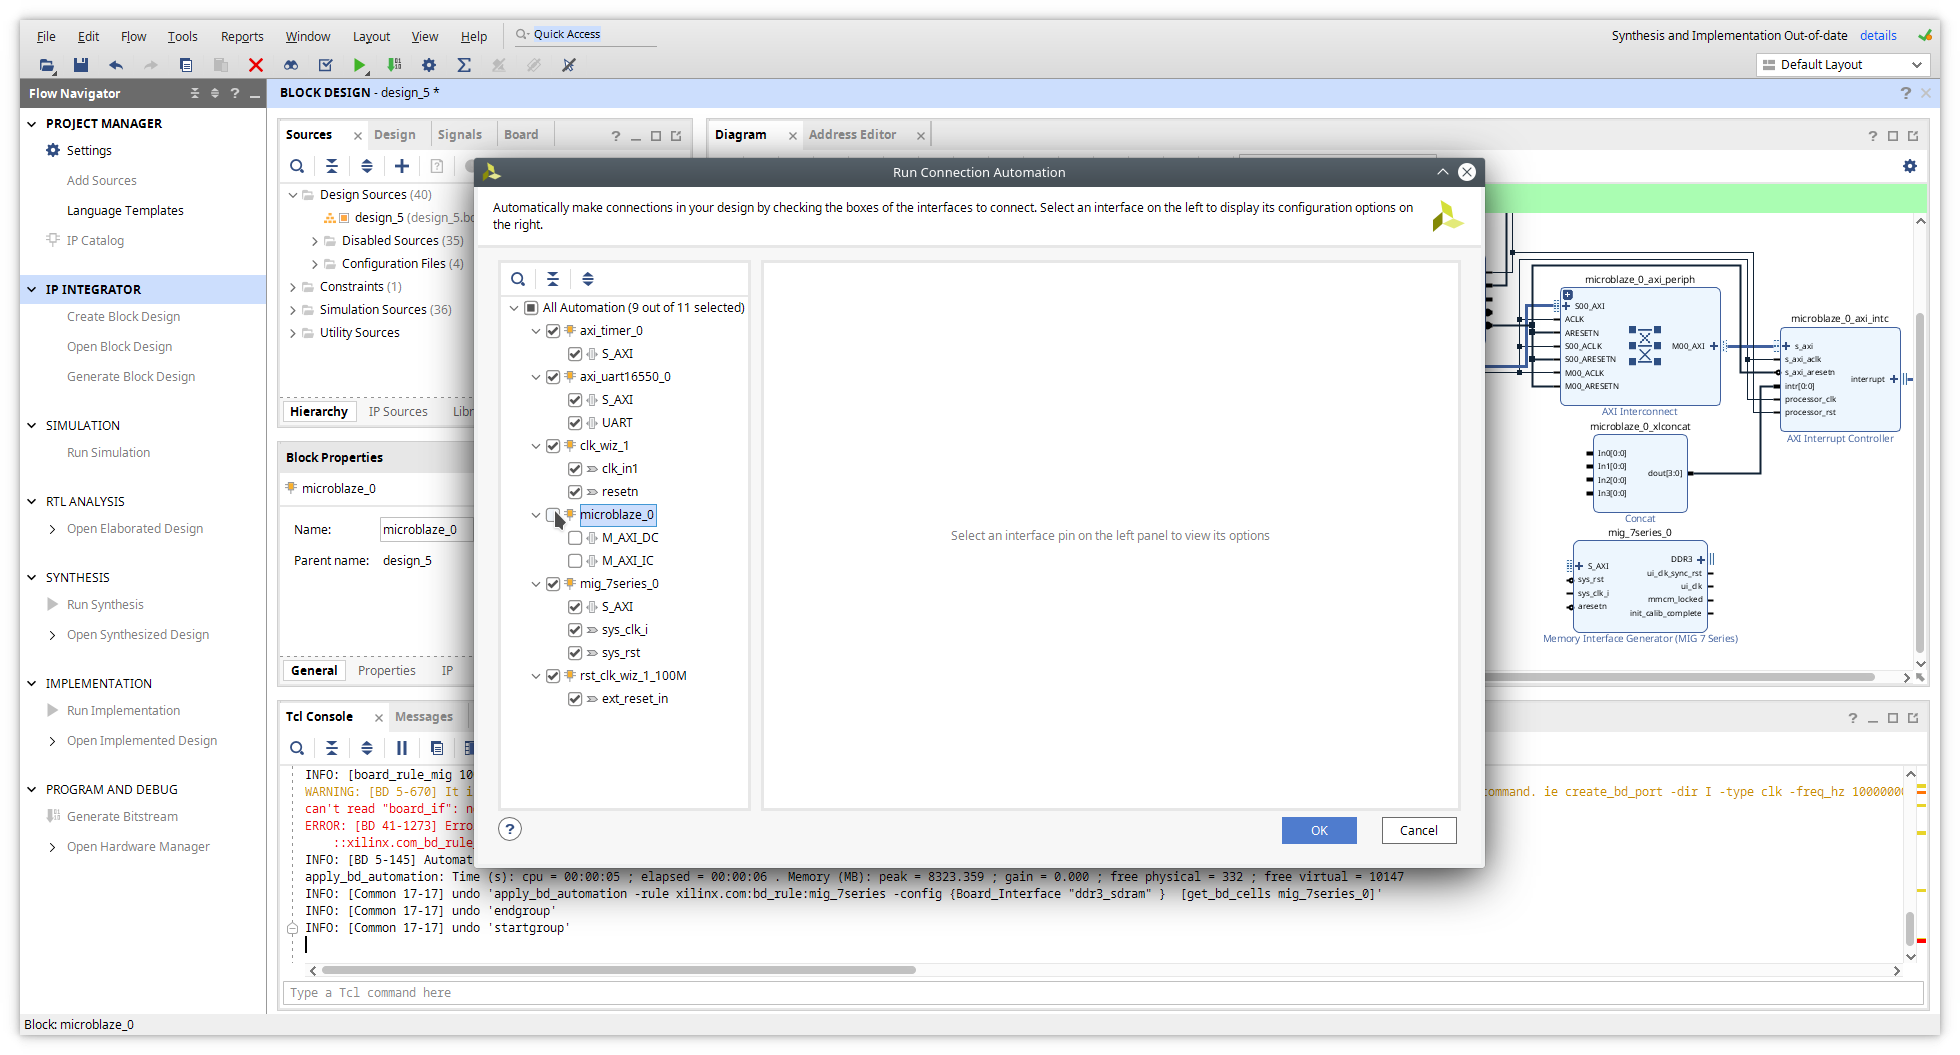 File Edit Flow Tools Reports Window Layout View Help Quick Access
Synthesis and Implementation Out-of-date details
Default Layout
Flow Navigator
PROJECT MANAGER
Settings
Add Sources
Language Templates
IP Catalog
IP INTEGRATOR
Create Block Design
Open Block Design
Generate Block Design
SIMULATION
Run Simulation
RTL ANALYSIS
Open Elaborated Design
SYNTHESIS
Run Synthesis
Open Synthesized Design
IMPLEMENTATION
Run Implementation
Open Implemented Design
PROGRAM AND DEBUG
Generate Bitstream
Open Hardware Manager
BLOCK DESIGN - design_5 *
Sources Design Signals Board
Design Sources (40)
design_5 (design_5.bd
Disabled Sources (35)
Configuration Files (4)
Constraints (1)
Simulation Sources (36)
Utility Sources
Hierarchy IP Sources Libr
Block Properties
microblaze_0
Name: microblaze_0
Parent name: design_5
General Properties IP
Diagram Address Editor
Run Connection Automation
Automatically make connections in your design by checking the boxes of the interfaces to connect. Select an interface on the left to display its configuration options on
the right.
All Automation (9 out of 11 selected)
axi_timer_0
S_AXI
axi_uart16550_0
S_AXI
UART
clk_wiz_1
clk_in1
resetn
microblaze_0
M_AXI_DC
M_AXI_IC
mig_7series_0
S_AXI
sys_clk_i
sys_rst
rst_clk_wiz_1_100M
ext_reset_in
Select an interface pin on the left panel to view its options
OK Cancel
microblaze_0_axi_periph
S00_AXI
ACLK
ARESETN
S00_ACLK
S00_ARESETN
M00_ACLK
M00_ARESETN
M00_AXI
AXI Interconnect
microblaze_0_axi_intc
s_axi
s_axi_aclk
s_axi_aresetn
intr[0:0]
processor_clk
processor_rst
interrupt
AXI Interrupt Controller
microblaze_0_xlconcat
In0[0:0]
In1[0:0]
In2[0:0]
In3[0:0]
dout[3:0]
Concat
mig_7series_0
S_AXI
sys_rst
sys_clk_i
aresetn
DDR3
ui_clk_sync_rst
ui_clk
mmcm_locked
init_calib_complete
Memory Interface Generator (MIG 7 Series)
Tcl Console Messages
INFO: [board_rule_mig 10
WARNING: [BD 5-670] It i
ommand. ie create_bd_port -dir I -type clk -freq_hz 10000000
can't read "board_if": n
ERROR: [BD 41-1273] Erro
::xilinx.com_bd_rule
INFO: [BD 5-145] Automat
apply_bd_automation: Time (s): cpu = 00:00:05 ; elapsed = 00:00:06 . Memory (MB): peak = 8323.359 ; gain = 0.000 ; free physical = 332 ; free virtual = 10147
INFO: [Common 17-17] undo 'apply_bd_automation -rule xilinx.com:bd_rule:mig_7series -config {Board_Interface "ddr3_sdram" }  [get_bd_cells mig_7series_0]'
INFO: [Common 17-17] undo 'endgroup'
INFO: [Common 17-17] undo 'startgroup'
Type a Tcl command here
Block: microblaze_0